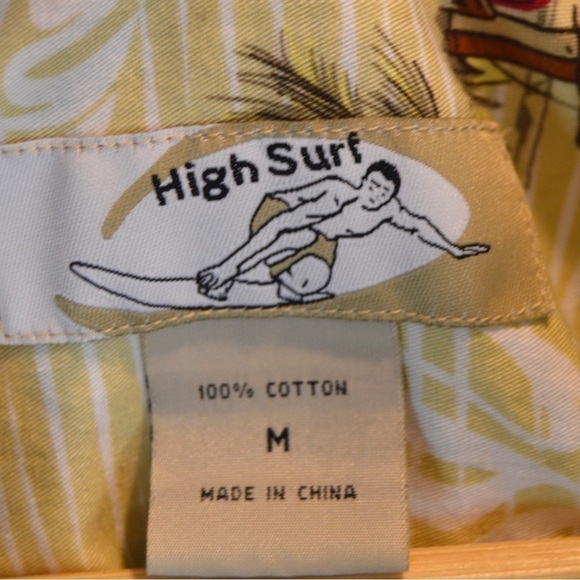 High Surf
100% COTTON
M
MADE IN CHINA